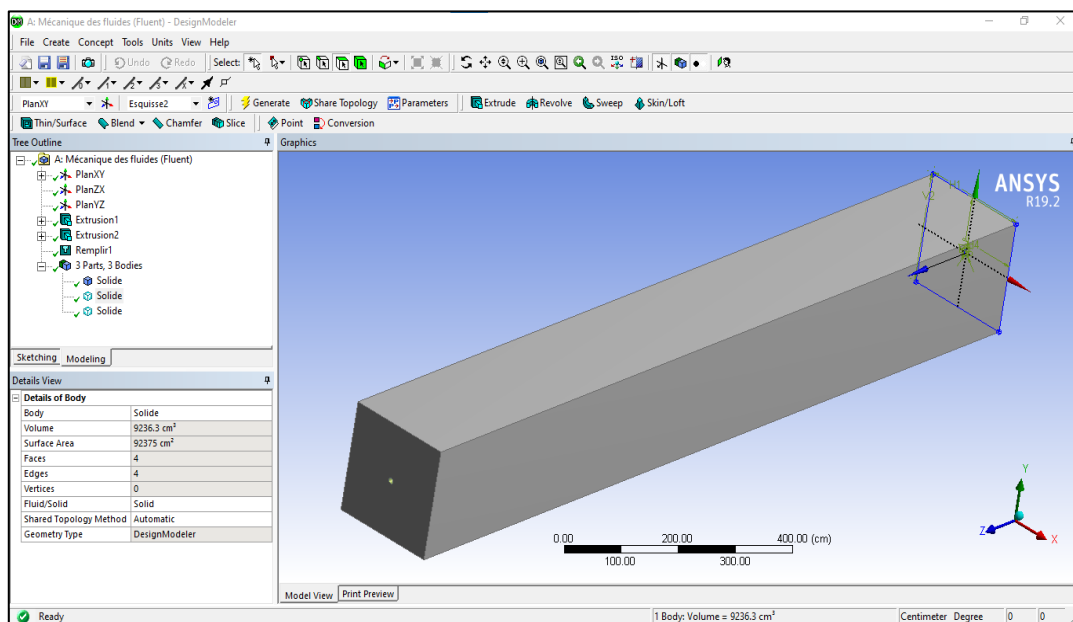 A: Mécanique des fluides (Fluent) - DesignModeler
File Create Concept Tools Units View Help
Undo Redo Select:
PlanXY Esquisse2 Generate Share Topology Parameters Extrude Revolve Sweep Skin/Loft
Thin/Surface Blend Chamfer Slice Point Conversion
Tree Outline
A: Mécanique des fluides (Fluent)
PlanXY
PlanZX
PlanYZ
Extrusion1
Extrusion2
Remplir1
3 Parts, 3 Bodies
Solide
Solide
Solide
Sketching Modeling
Details View
Details of Body
Body Solide
Volume 9236.3 cm³
Surface Area 92375 cm²
Faces 4
Edges 4
Vertices 0
Fluid/Solid Solid
Shared Topology Method Automatic
Geometry Type DesignModeler
Graphics
ANSYS
R19.2
H1
V2
Y
Z
X
0.00 200.00 400.00 (cm)
100.00 300.00
Model View Print Preview
Ready 1 Body: Volume = 9236.3 cm³ Centimeter Degree 0 0